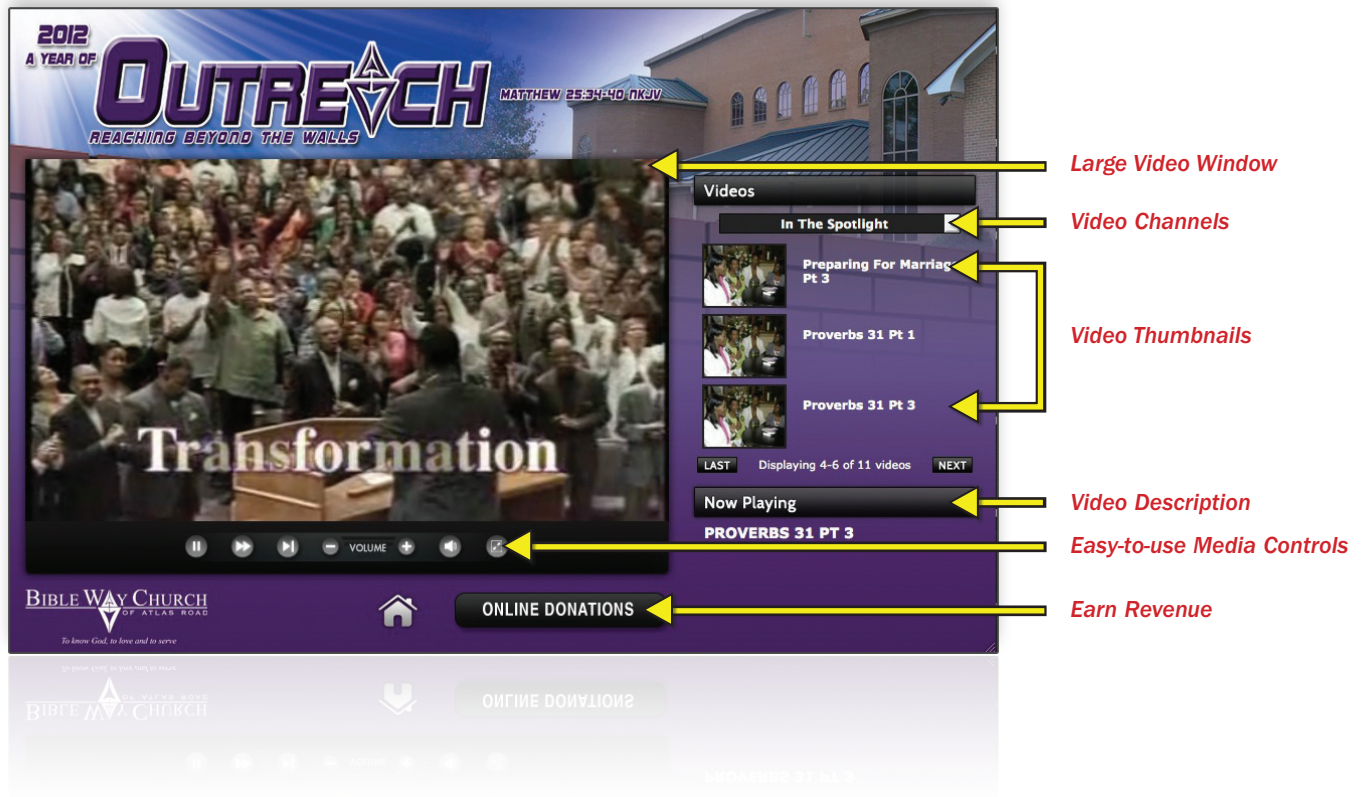 2012
A YEAR OF
OUTREACH
MATTHEW 25:34-40 NKJV
REACHING BEYOND THE WALLS
Transformation
VOLUME
Videos
In The Spotlight
Preparing For Marriag
Pt 3
Proverbs 31 Pt 1
Proverbs 31 Pt 3
LAST Displaying 4-6 of 11 videos NEXT
Now Playing
PROVERBS 31 PT 3
BIBLE WAY CHURCH
OF ATLAS ROAD
To know God, to love and to serve
ONLINE DONATIONS
Large Video Window
Video Channels
Video Thumbnails
Video Description
Easy-to-use Media Controls
Earn Revenue